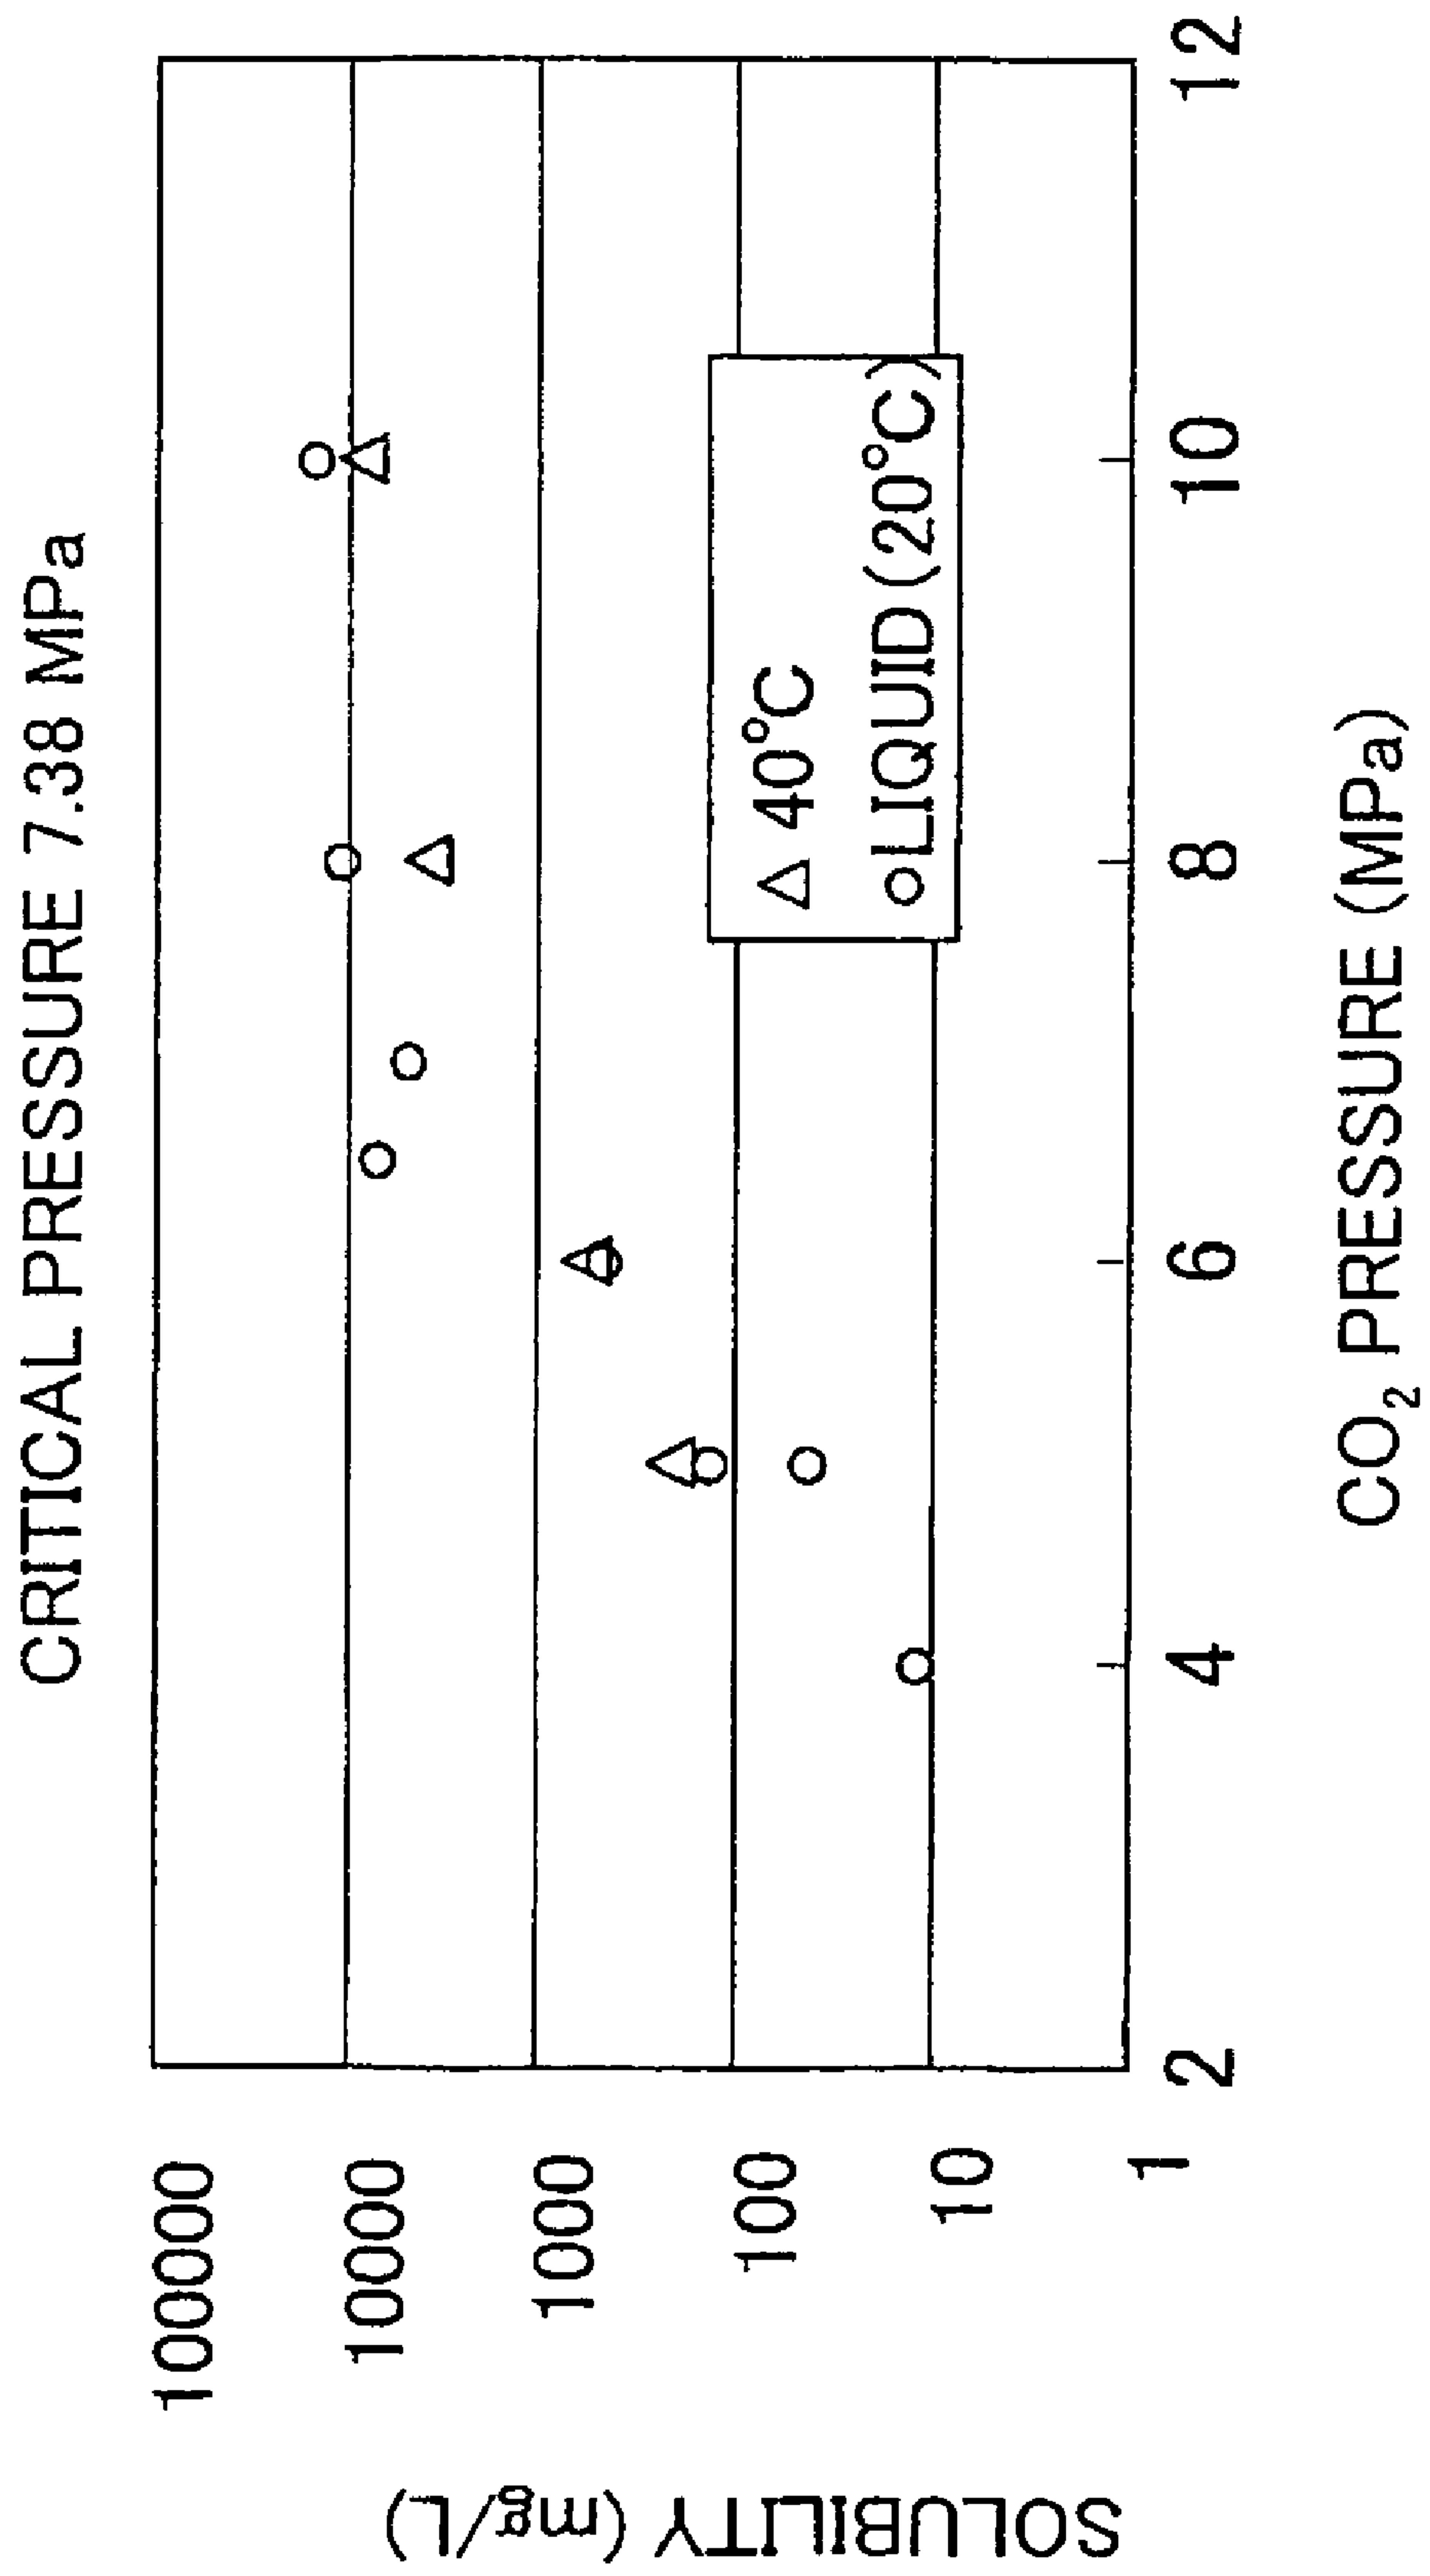 CRITICAL PRESSURE 7.38 MPa
SOLUBILITY (mg/L)
100000
10000
1000
100
10
1
△ 40°C
○ LIQUID (20°C)
2 4 6 8 10 12
CO₂ PRESSURE (MPa)